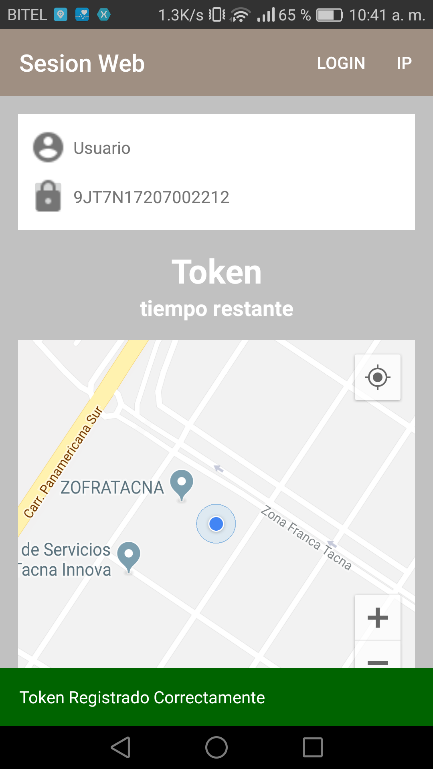 BITEL 1.3K/s 65 % 10:41 a. m.
Sesion Web LOGIN IP
Usuario
9JT7N17207002212
Token
tiempo restante
Carr. Panamericana Sur
ZOFRATACNA
Zona Franca Tacna
de Servicios
Tacna Innova
+
−
Token Registrado Correctamente